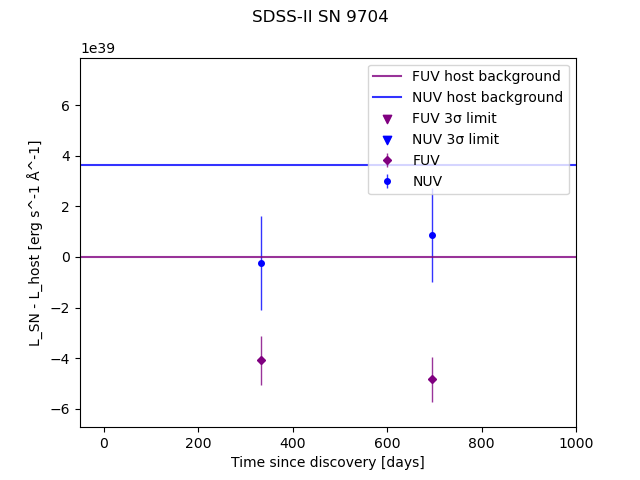 SDSS-II SN 9704
1e39
FUV host background
NUV host background
FUV 3σ limit
NUV 3σ limit
FUV
NUV
6
4
2
0
−2
−4
−6
L_SN - L_host [erg s^-1 Å^-1]
0 200 400 600 800 1000
Time since discovery [days]